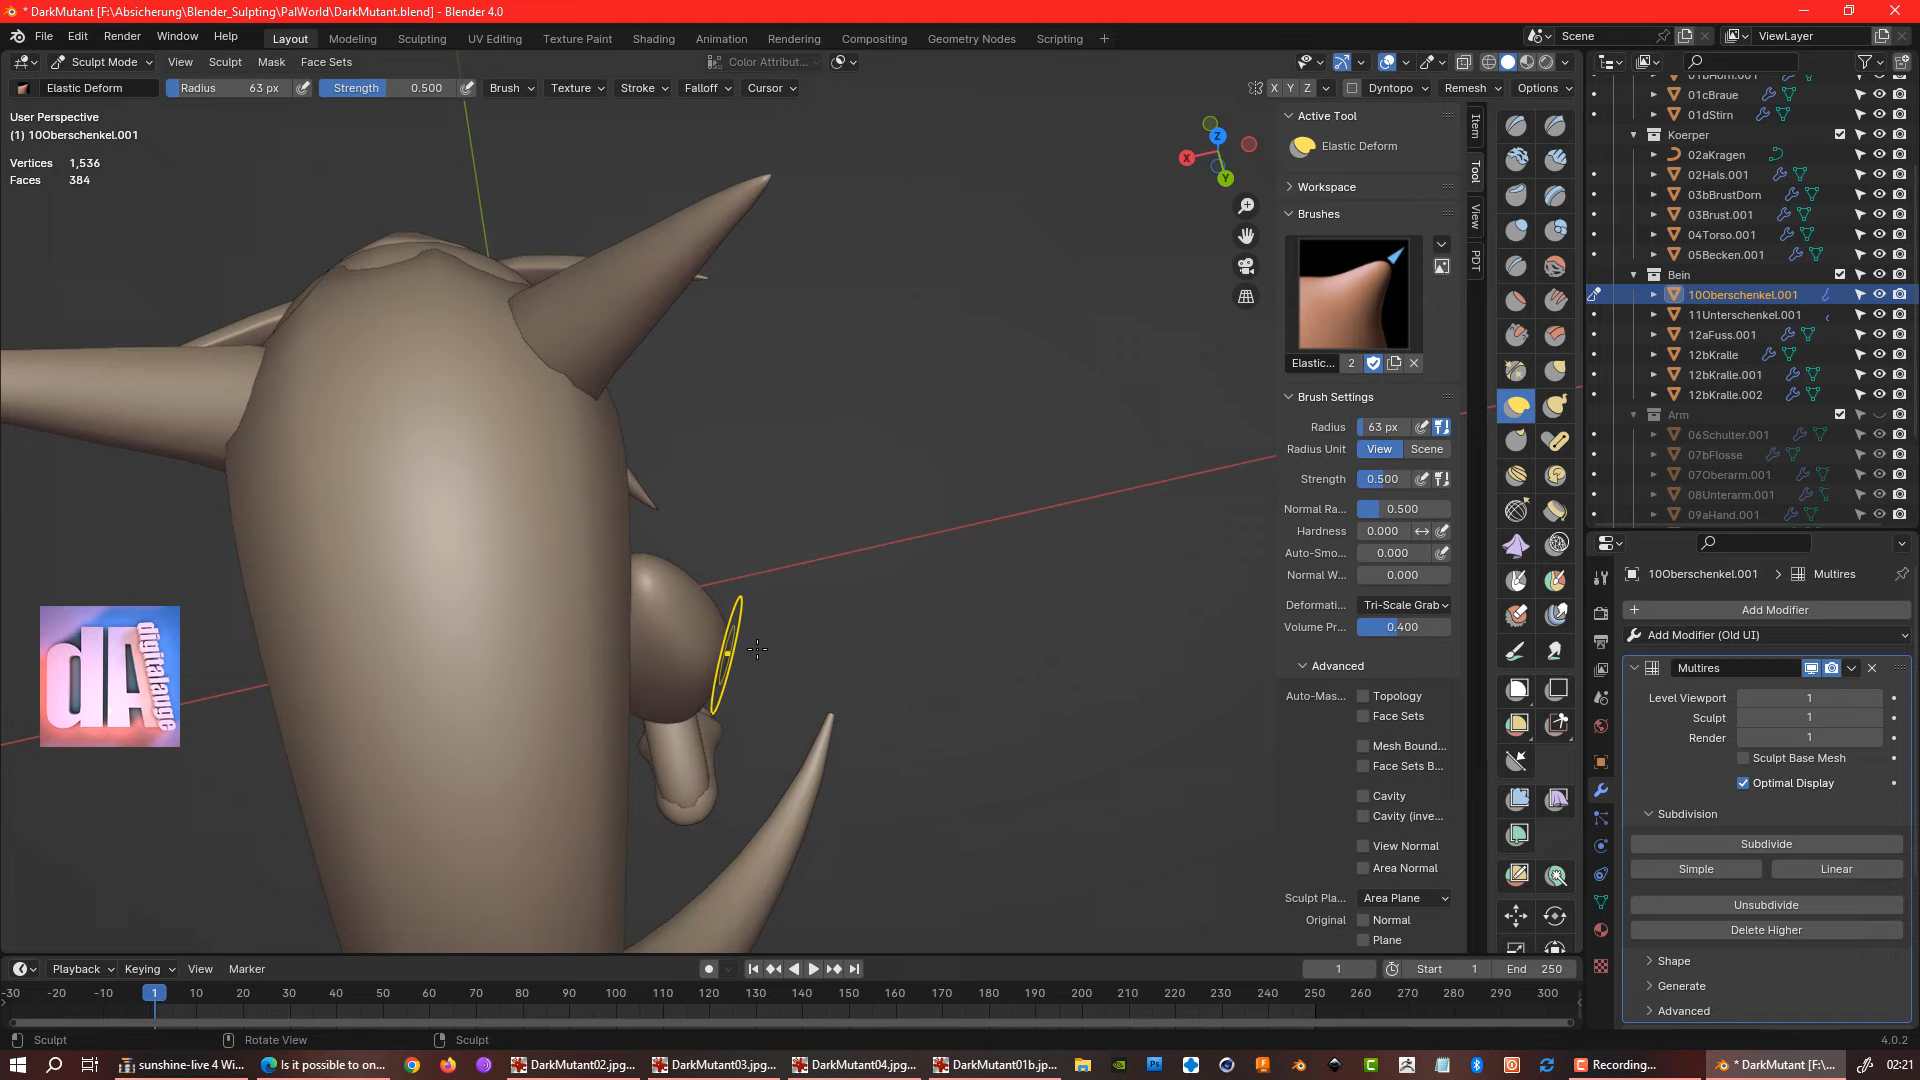 * DarkMutant [F:\Absicherung\Blender_Sulpting\PalWorld\DarkMutant.blend] - Blender 4.0
File Edit Render Window Help
Layout Modeling Sculpting UV Editing Texture Paint Shading Animation Rendering Compositing Geometry Nodes Scripting +
Scene
ViewLayer
Sculpt Mode View Sculpt Mask Face Sets
Color Attribut...
Elastic Deform
Radius 63 px
Strength 0.500
Brush Texture Stroke Falloff Cursor
X Y Z
Dyntopo
Remesh
Options
User Perspective
(1) 10Oberschenkel.001
Vertices 1,536
Faces 384
Z
X
Y
dA
digitalange
Item
Tool
View
PDT
Active Tool
Elastic Deform
Workspace
Brushes
Elastic... 2
Brush Settings
Radius 63 px
Radius Unit View Scene
Strength 0.500
Normal Ra... 0.500
Hardness 0.000
Auto-Smo... 0.000
Normal W... 0.000
Deformati... Tri-Scale Grab
Volume Pr... 0.400
Advanced
Auto-Mas... Topology
Face Sets
Mesh Bound...
Face Sets B...
Cavity
Cavity (inve...
View Normal
Area Normal
Sculpt Pla... Area Plane
Original Normal
Plane
01cBraue
01dStirn
Koerper
02aKragen
02Hals.001
03bBrustDorn
03Brust.001
04Torso.001
05Becken.001
Bein
10Oberschenkel.001
11Unterschenkel.001
12aFuss.001
12bKralle
12bKralle.001
12bKralle.002
Arm
06Schulter.001
07bFlosse
07Oberarm.001
08Unterarm.001
09aHand.001
10Oberschenkel.001 > Multires
Add Modifier
Add Modifier (Old UI)
Multires
Level Viewport 1
Sculpt 1
Render 1
Sculpt Base Mesh
Optimal Display
Subdivision
Subdivide
Simple Linear
Unsubdivide
Delete Higher
Shape
Generate
Advanced
Playback Keying View Marker
1
Start 1
End 250
-30 -20 -10 1 10 20 30 40 50 60 70 80 90 100 110 120 130 140 150 160 170 180 190 200 210 220 230 240 250 260 270 280 290 300
Sculpt
Rotate View
Sculpt
4.0.2
sunshine-live 4 Wi...
Is it possible to on...
DarkMutant02.jpg...
DarkMutant03.jpg...
DarkMutant04.jpg...
DarkMutant01b.jp...
Recording...
* DarkMutant [F:\...
02:21